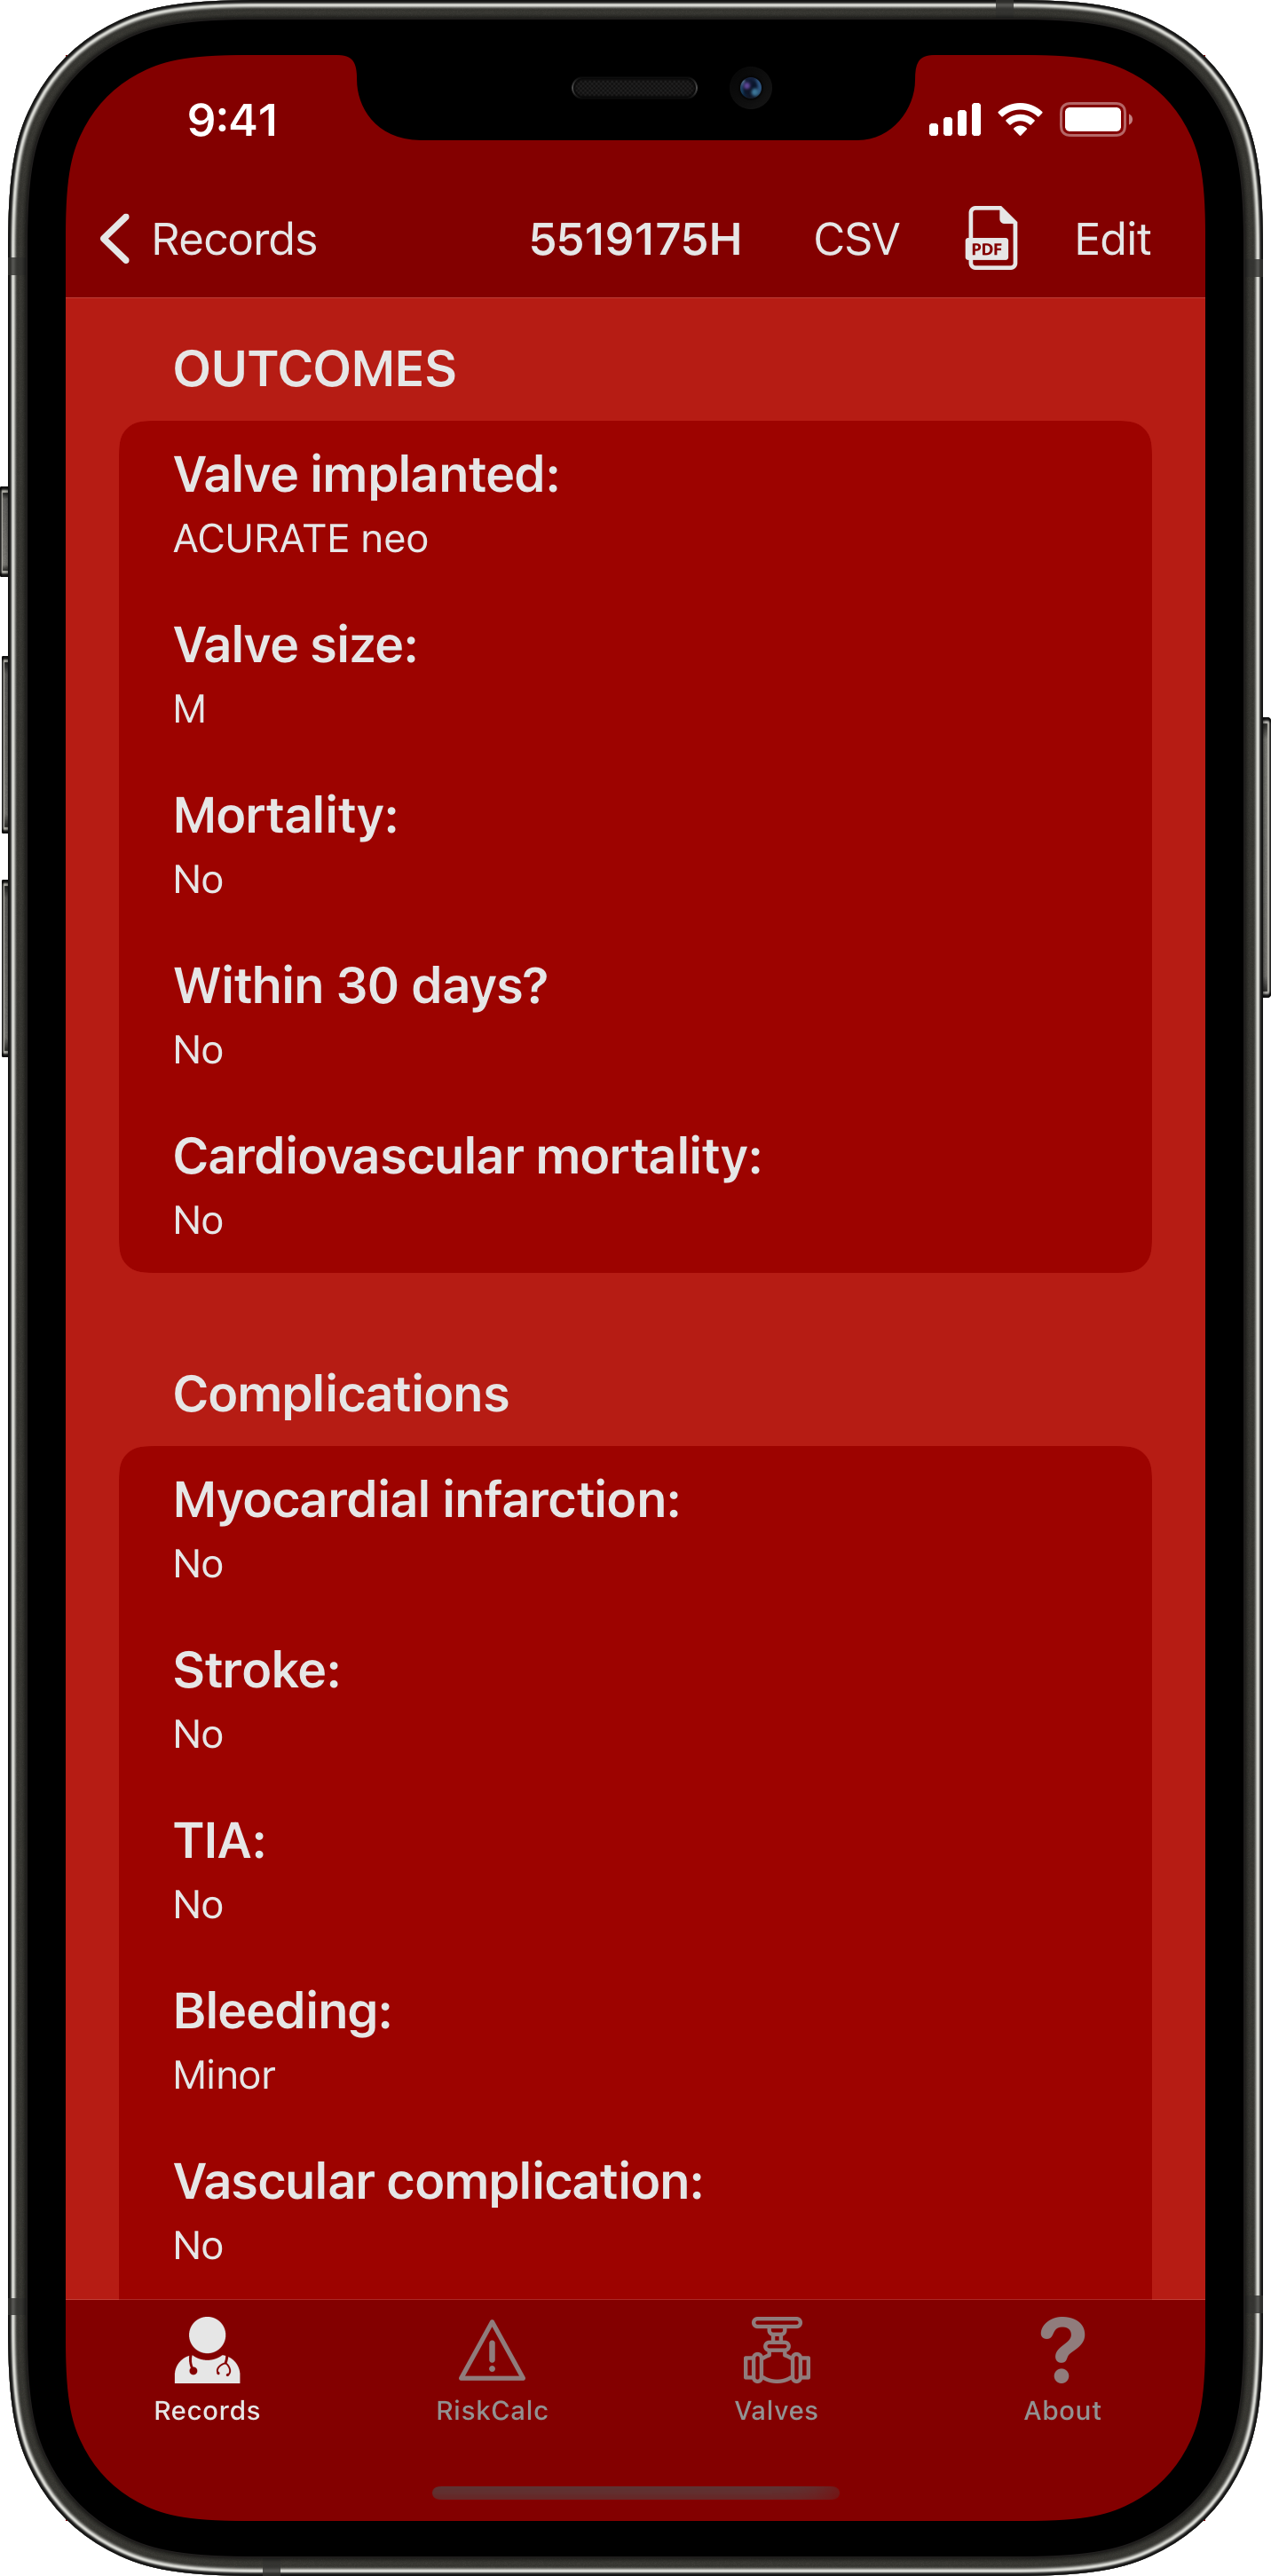 9:41
Records 5519175H CSV PDF Edit
OUTCOMES
Valve implanted:
ACURATE neo
Valve size:
M
Mortality:
No
Within 30 days?
No
Cardiovascular mortality:
No
Complications
Myocardial infarction:
No
Stroke:
No
TIA:
No
Bleeding:
Minor
Vascular complication:
No
Records RiskCalc Valves About